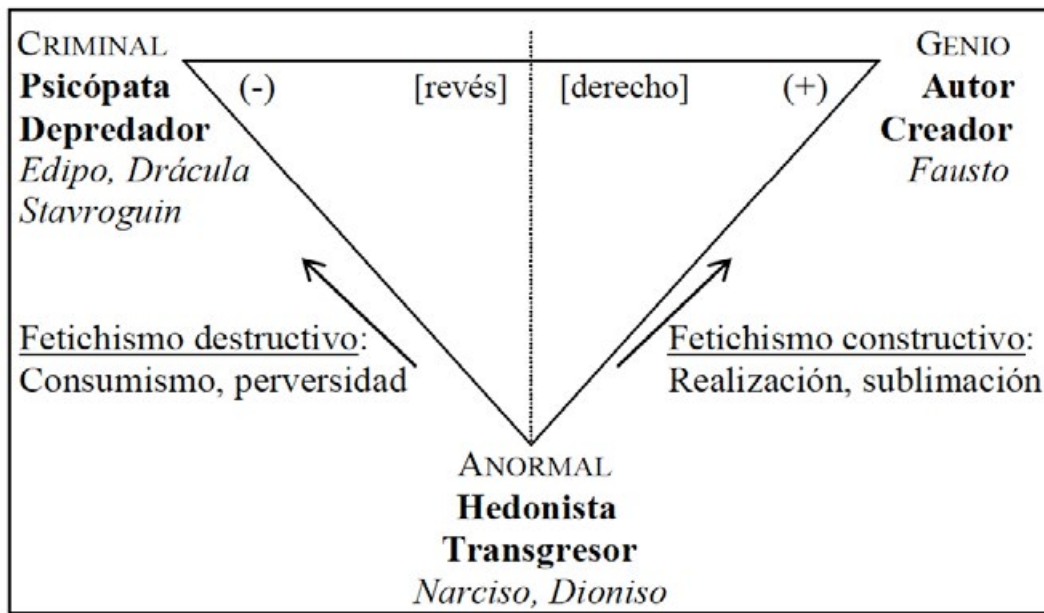 CRIMINAL
Psicópata
Depredador
Edipo, Drácula
Stavroguin
(-)
[revés]
[derecho]
(+)
GENIO
Autor
Creador
Fausto
Fetichismo destructivo:
Consumismo, perversidad
Fetichismo constructivo:
Realización, sublimación
ANORMAL
Hedonista
Transgresor
Narciso, Dioniso